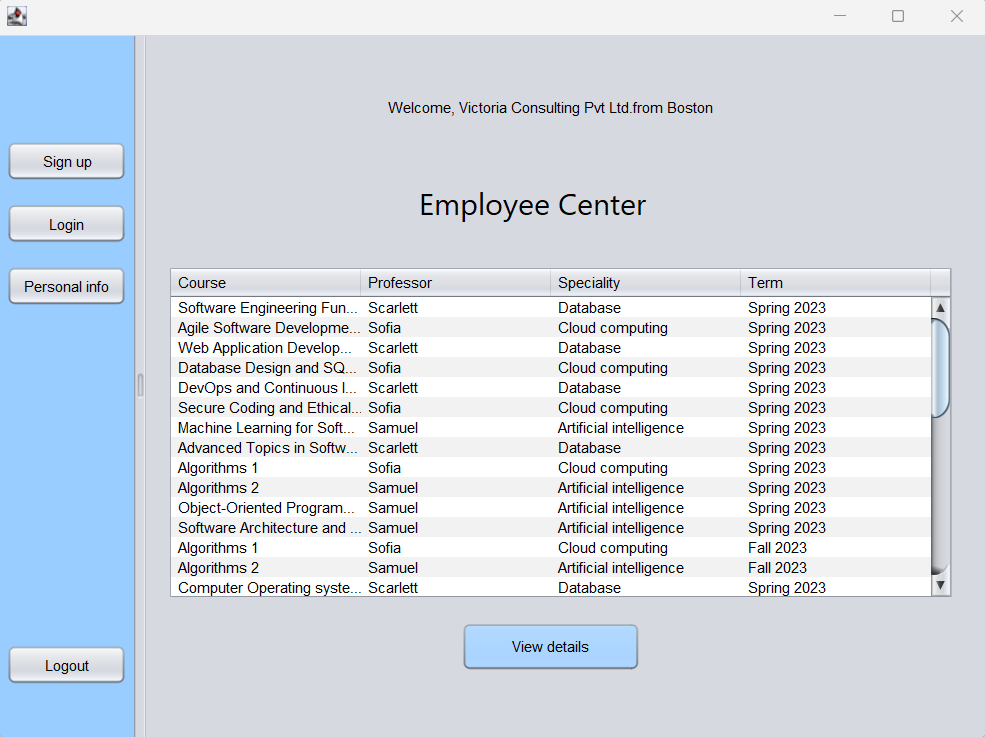 Welcome, Victoria Consulting Pvt Ltd.from Boston
Sign up
Login
Personal info
Logout
Employee Center
Course Professor Speciality Term
Software Engineering Fun... Scarlett Database Spring 2023
Agile Software Developme... Sofia Cloud computing Spring 2023
Web Application Develop... Scarlett Database Spring 2023
Database Design and SQ... Sofia Cloud computing Spring 2023
DevOps and Continuous I... Scarlett Database Spring 2023
Secure Coding and Ethical... Sofia Cloud computing Spring 2023
Machine Learning for Soft... Samuel Artificial intelligence Spring 2023
Advanced Topics in Softw... Scarlett Database Spring 2023
Algorithms 1 Sofia Cloud computing Spring 2023
Algorithms 2 Samuel Artificial intelligence Spring 2023
Object-Oriented Program... Samuel Artificial intelligence Spring 2023
Software Architecture and ... Samuel Artificial intelligence Spring 2023
Algorithms 1 Sofia Cloud computing Fall 2023
Algorithms 2 Samuel Artificial intelligence Fall 2023
Computer Operating syste... Scarlett Database Spring 2023
View details